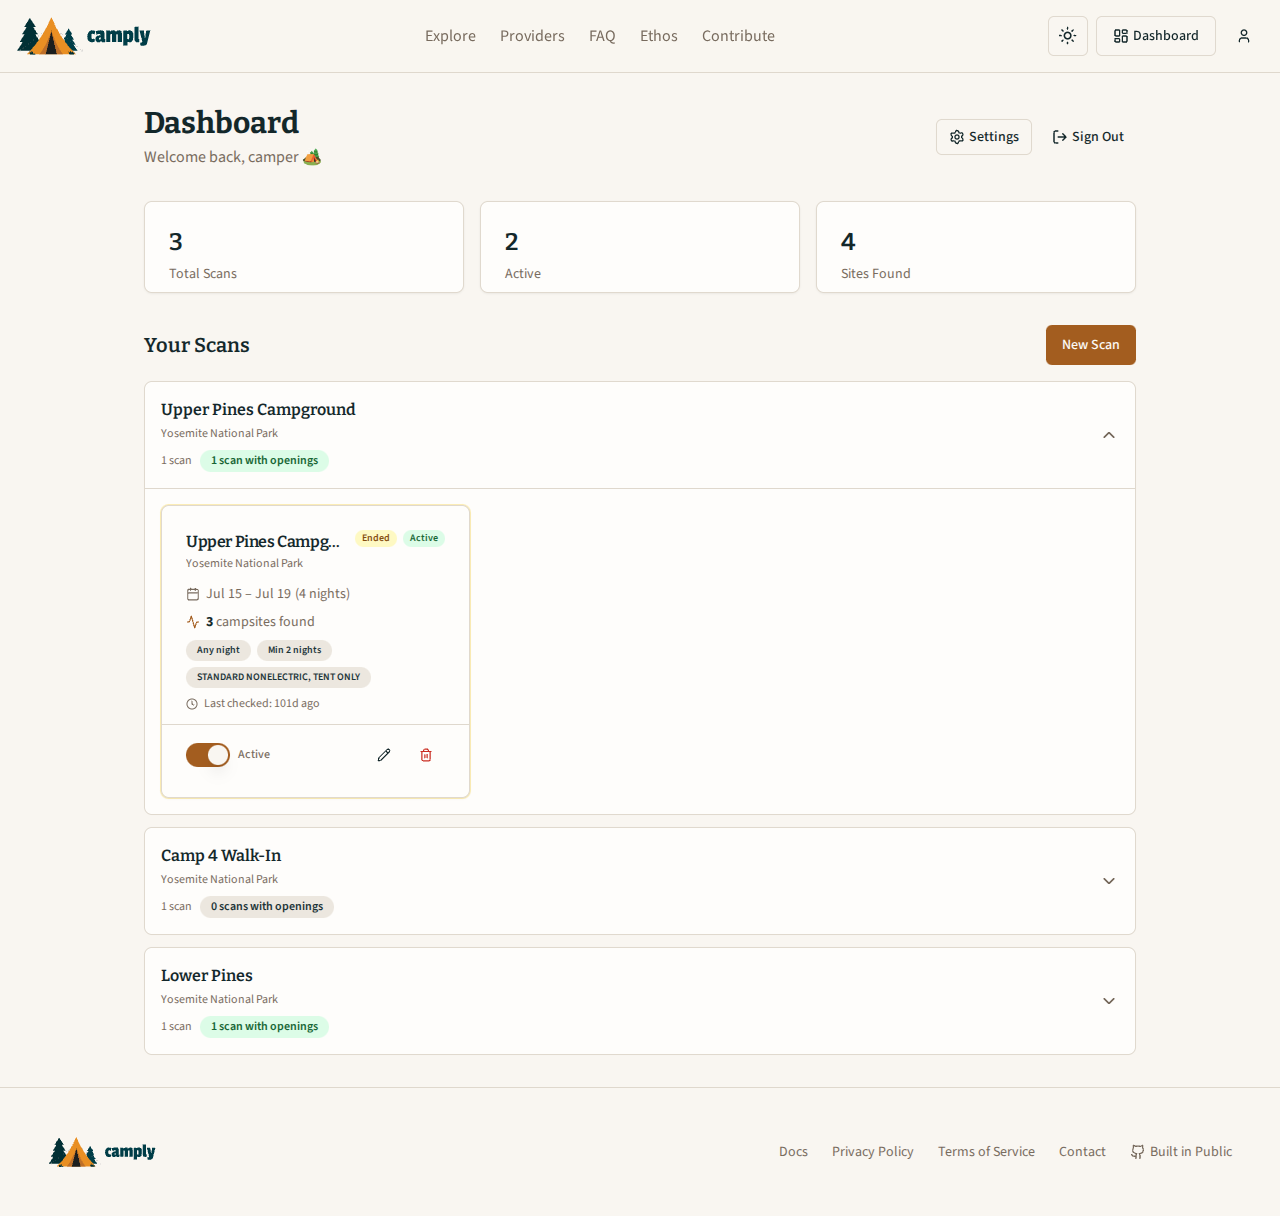 camply
Explore
Providers
FAQ
Ethos
Contribute
Dashboard
Dashboard
Welcome back, camper 🏕️
Settings
Sign Out
3
Total Scans
2
Active
4
Sites Found
Your Scans
New Scan
Upper Pines Campground
Yosemite National Park
1 scan
1 scan with openings
Upper Pines Campg...
Ended
Active
Yosemite National Park
Jul 15 – Jul 19 (4 nights)
3 campsites found
Any night
Min 2 nights
STANDARD NONELECTRIC, TENT ONLY
Last checked: 101d ago
Active
Camp 4 Walk-In
Yosemite National Park
1 scan
0 scans with openings
Lower Pines
Yosemite National Park
1 scan
1 scan with openings
camply
Docs
Privacy Policy
Terms of Service
Contact
Built in Public